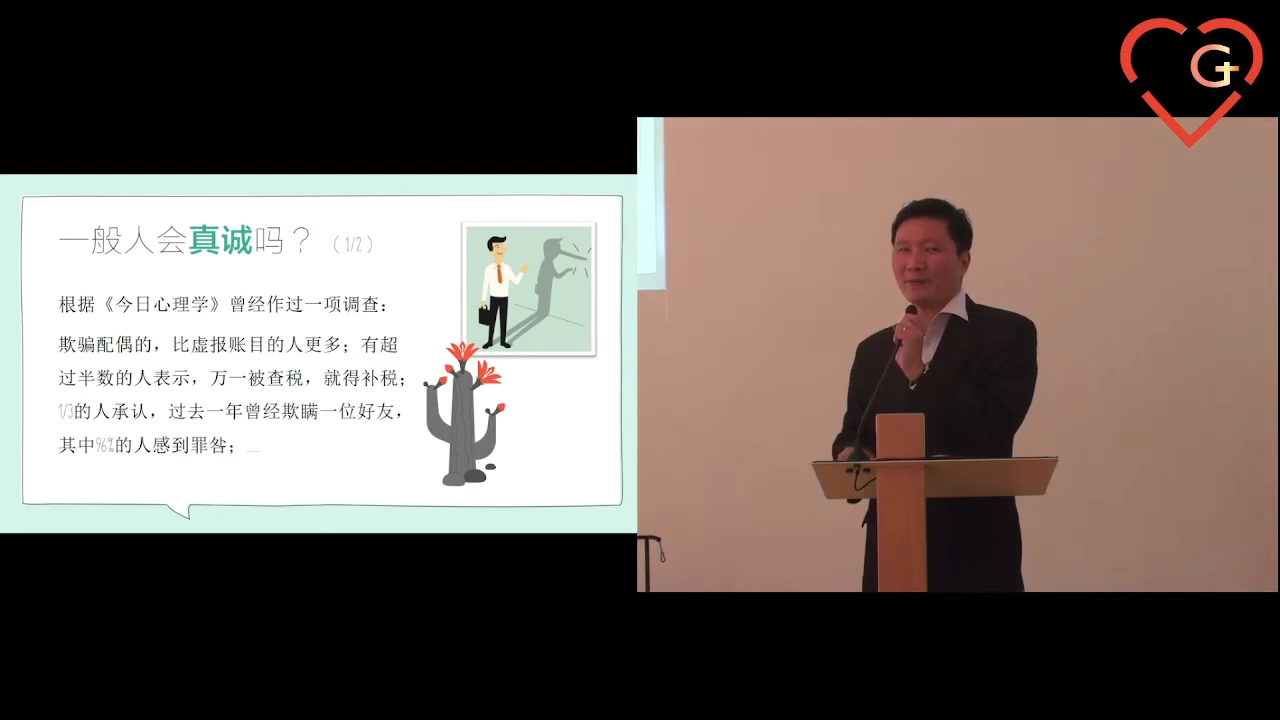 一般人会真诚吗？（1/2）
根据《今日心理学》曾经作过一项调查：
欺骗配偶的，比虚报账目的人更多；有超
过半数的人表示，万一被查税，就得补税；
1/3的人承认，过去一年曾经欺瞒一位好友，
其中96%的人感到罪咎；……
G